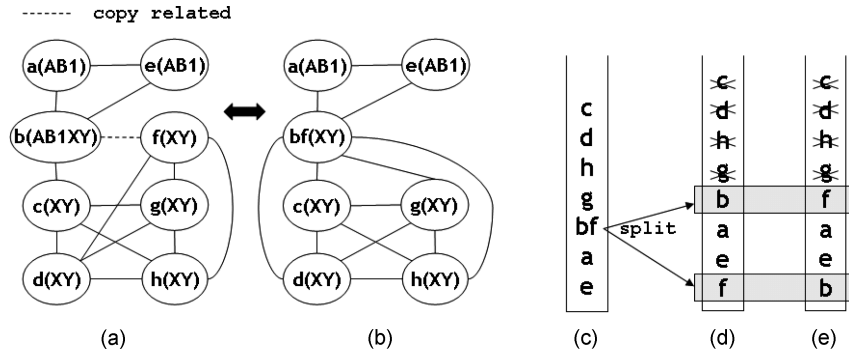 copy related
a(AB1)
e(AB1)
b(AB1XY)
f(XY)
c(XY)
g(XY)
d(XY)
h(XY)
(a)
a(AB1)
e(AB1)
bf(XY)
c(XY)
g(XY)
d(XY)
h(XY)
(b)
c
d
h
g
bf
a
e
split
(c)
c
d
h
g
b
a
e
f
(d)
c
d
h
g
f
a
e
b
(e)